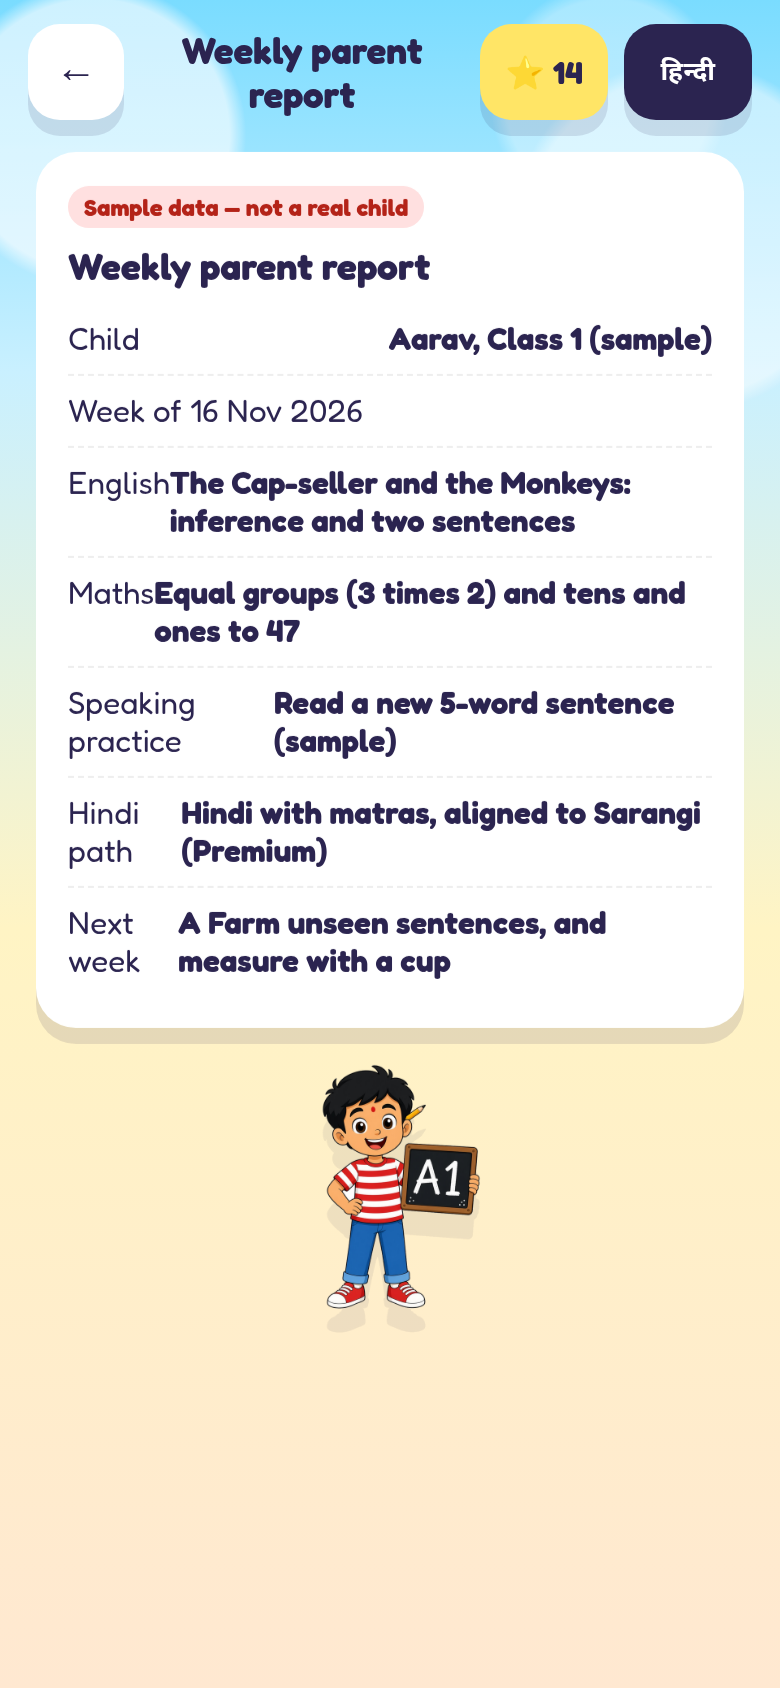 ←
Weekly parent
report
⭐ 14
हिन्दी
Sample data – not a real child
Weekly parent report
Child Aarav, Class 1 (sample)
Week of 16 Nov 2026
English The Cap-seller and the Monkeys:
inference and two sentences
Maths Equal groups (3 times 2) and tens and
ones to 47
Speaking Read a new 5-word sentence
practice (sample)
Hindi Hindi with matras, aligned to Sarangi
path (Premium)
Next A Farm unseen sentences, and
week measure with a cup
A1